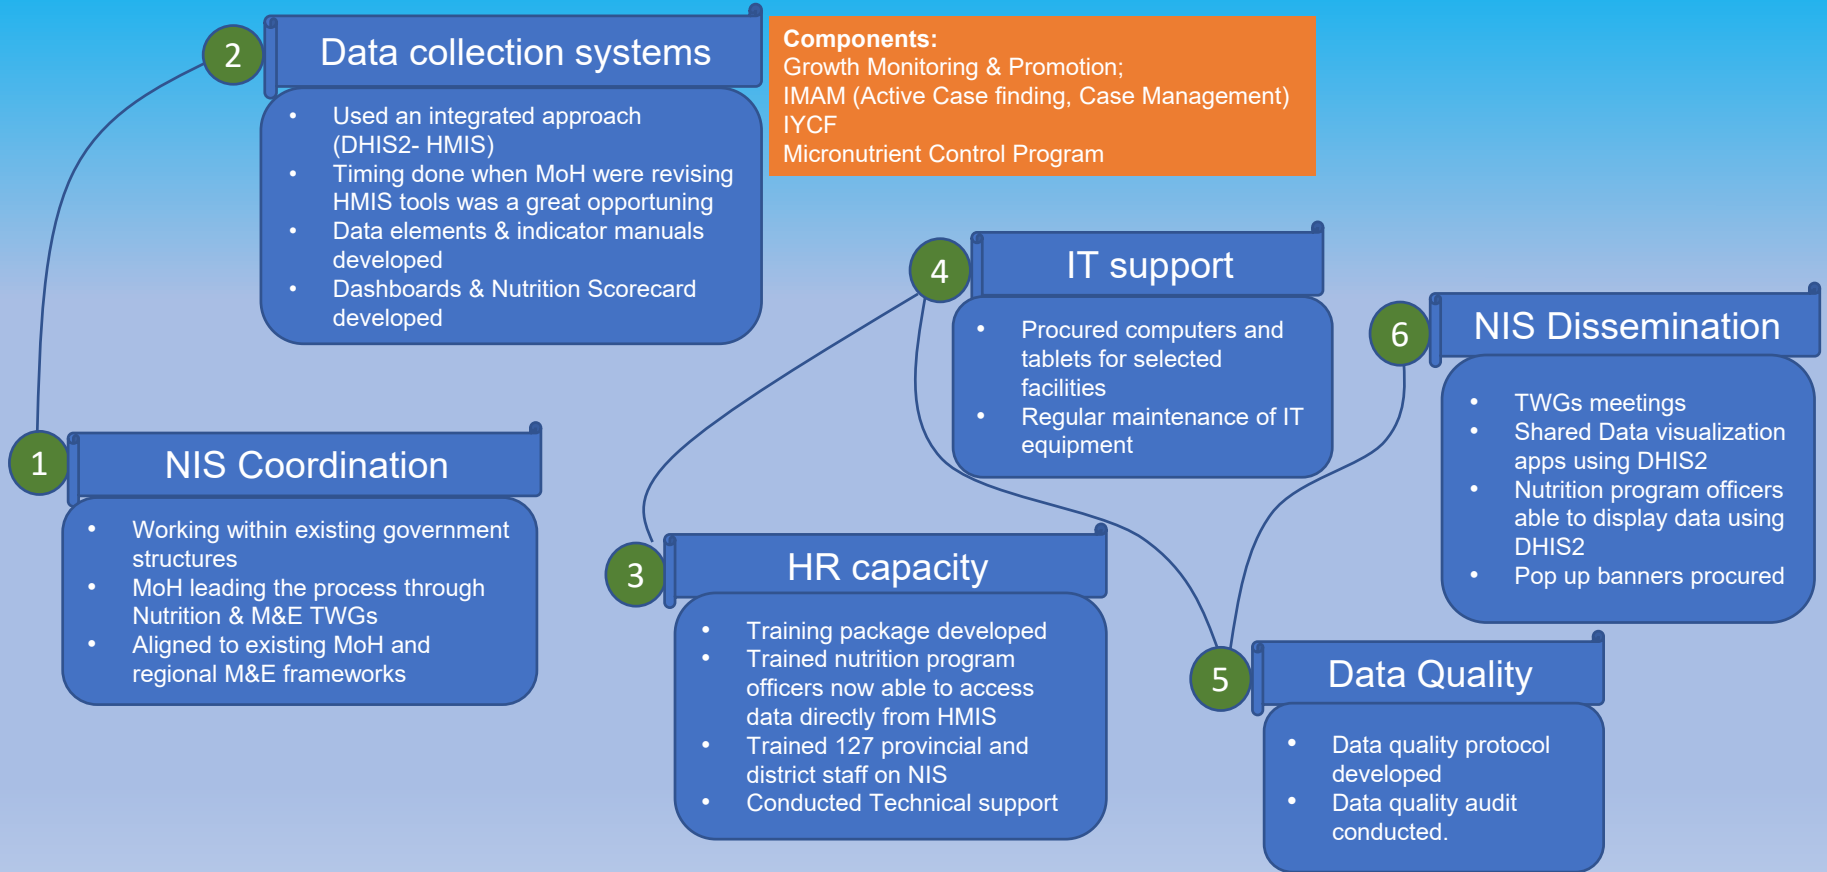 1
NIS Coordination
• Working within existing government
structures
• MoH leading the process through
Nutrition & M&E TWGs
• Aligned to existing MoH and
regional M&E frameworks
2
Data collection systems
• Used an integrated approach
(DHIS2- HMIS)
• Timing done when MoH were revising
HMIS tools was a great opportuning
• Data elements & indicator manuals
developed
• Dashboards & Nutrition Scorecard
developed
Components:
Growth Monitoring & Promotion;
IMAM (Active Case finding, Case Management)
IYCF
Micronutrient Control Program
3
HR capacity
• Training package developed
• Trained nutrition program
officers now able to access
data directly from HMIS
• Trained 127 provincial and
district staff on NIS
• Conducted Technical support
4
IT support
• Procured computers and
tablets for selected
facilities
• Regular maintenance of IT
equipment
5
Data Quality
• Data quality protocol
developed
• Data quality audit
conducted.
6
NIS Dissemination
• TWGs meetings
• Shared Data visualization
apps using DHIS2
• Nutrition program officers
able to display data using
DHIS2
• Pop up banners procured